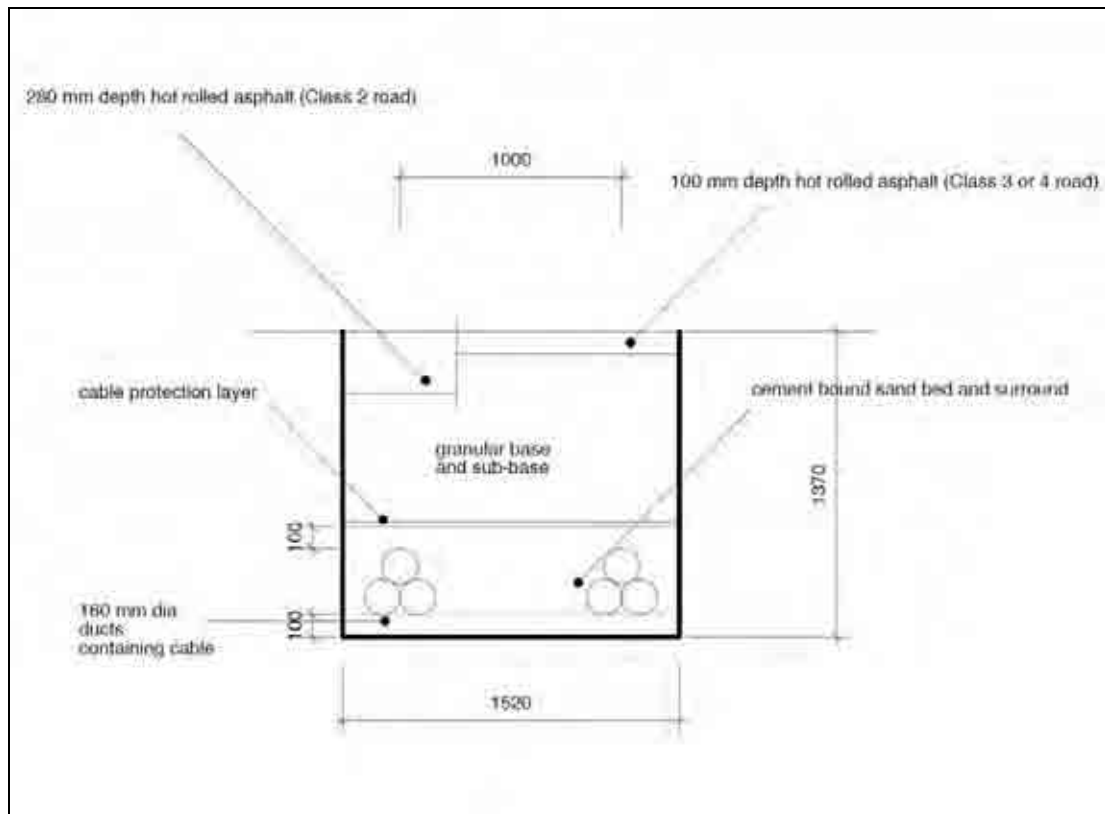 280 mm depth hot rolled asphalt (Class 2 road)
1000
100 mm depth hot rolled asphalt (Class 3 or 4 road)
cable protection layer
cement bound sand bed and surround
granular base
and sub-base
1370
100
160 mm dia
ducts
containing cable
100
1520